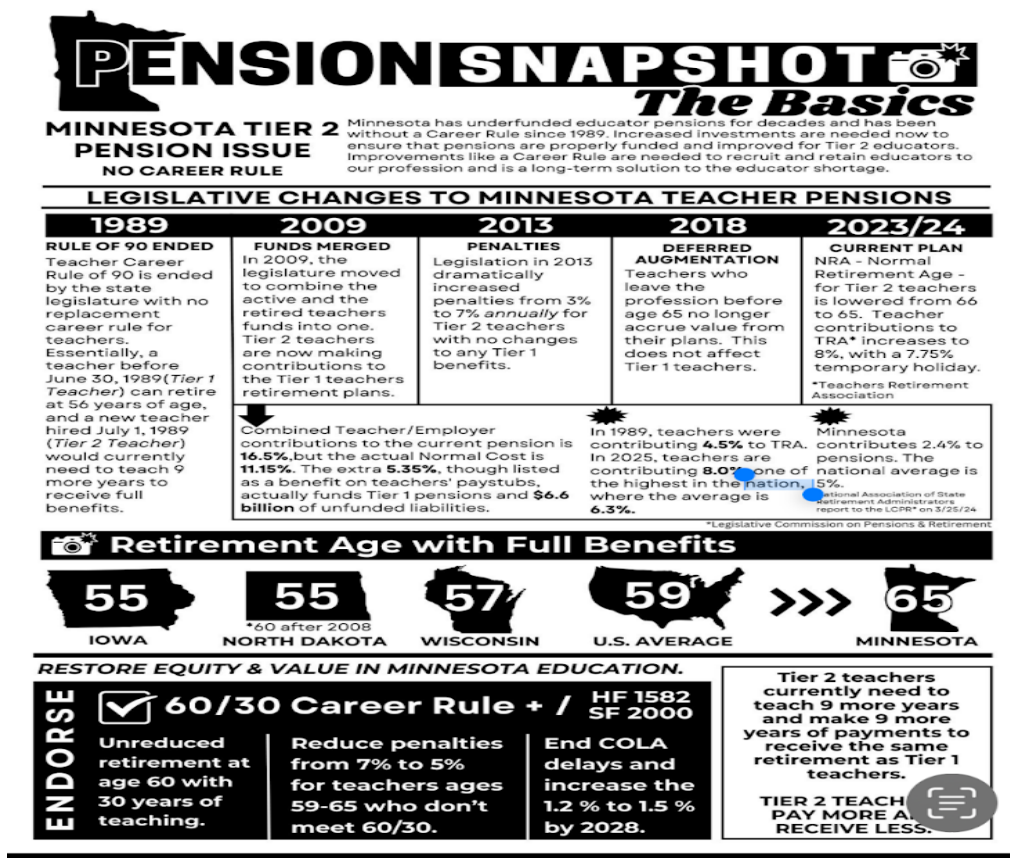 PENSION SNAPSHOT
The Basics
MINNESOTA TIER 2
PENSION ISSUE
NO CAREER RULE
Minnesota has underfunded educator pensions for decades and has been
without a Career Rule since 1989. Increased investments are needed now to
ensure that pensions are properly funded and improved for Tier 2 educators.
Improvements like a Career Rule are needed to recruit and retain educators to
our profession and is a long-term solution to the educator shortage.
LEGISLATIVE CHANGES TO MINNESOTA TEACHER PENSIONS
1989
RULE OF 90 ENDED
Teacher Career
Rule of 90 is ended
by the state
legislature with no
replacement
career rule for
teachers.
Essentially, a
teacher before
June 30, 1989(Tier 1
Teacher) can retire
at 56 years of age,
and a new teacher
hired July 1, 1989
(Tier 2 Teacher)
would currently
need to teach 9
more years to
receive full
benefits.
2009
FUNDS MERGED
In 2009, the
legislature moved
to combine the
active and the
retired teachers
funds into one.
Tier 2 teachers
are now making
contributions to
the Tier 1 teachers
retirement plans.
2013
PENALTIES
Legislation in 2013
dramatically
increased
penalties from 3%
to 7% annually for
Tier 2 teachers
with no changes
to any Tier 1
benefits.
2018
DEFERRED
AUGMENTATION
Teachers who
leave the
profession before
age 65 no longer
accrue value from
their plans. This
does not affect
Tier 1 teachers.
2023/24
CURRENT PLAN
NRA - Normal
Retirement Age -
for Tier 2 teachers
is lowered from 66
to 65. Teacher
contributions to
TRA* increases to
8%, with a 7.75%
temporary holiday.
*Teachers Retirement
Association
Combined Teacher/Employer
contributions to the current pension is
16.5%,but the actual Normal Cost is
11.15%. The extra 5.35%, though listed
as a benefit on teachers' paystubs,
actually funds Tier 1 pensions and $6.6
billion of unfunded liabilities.
In 1989, teachers were
contributing 4.5% to TRA.
In 2025, teachers are
contributing 8.0% one of
the highest in the nation,
where the average is
6.3%.
Minnesota
contributes 2.4% to
pensions. The
national average is
5%.
National Association of State
Retirement Administrators
report to the LCPR* on 3/25/24
*Legislative Commission on Pensions & Retirement
Retirement Age with Full Benefits
55
IOWA
55
*60 after 2008
NORTH DAKOTA
57
WISCONSIN
59
U.S. AVERAGE
>>>
65
MINNESOTA
RESTORE EQUITY & VALUE IN MINNESOTA EDUCATION.
ENDORSE
60/30 Career Rule + / HF 1582
SF 2000
Unreduced
retirement at
age 60 with
30 years of
teaching.
Reduce penalties
from 7% to 5%
for teachers ages
59-65 who don't
meet 60/30.
End COLA
delays and
increase the
1.2 % to 1.5 %
by 2028.
Tier 2 teachers
currently need to
teach 9 more years
and make 9 more
years of payments to
receive the same
retirement as Tier 1
teachers.
TIER 2 TEACH
PAY MORE A
RECEIVE LESS.